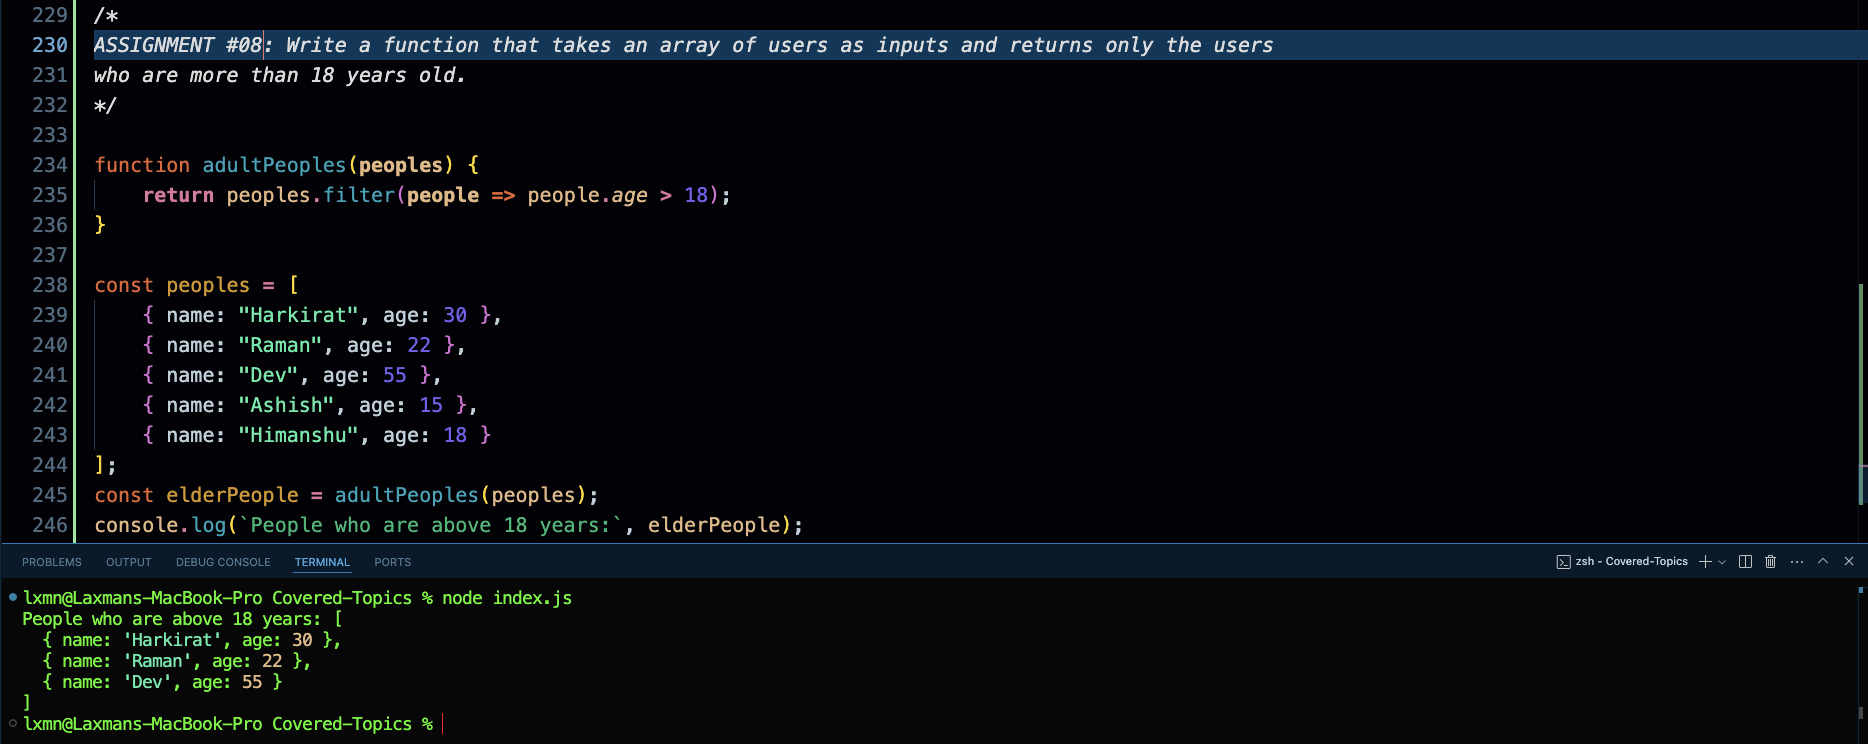 229 /*
230 ASSIGNMENT #08: Write a function that takes an array of users as inputs and returns only the users
231 who are more than 18 years old.
232 */
233
234 function adultPeoples(peoples) {
235     return peoples.filter(people => people.age > 18);
236 }
237
238 const peoples = [
239     { name: "Harkirat", age: 30 },
240     { name: "Raman", age: 22 },
241     { name: "Dev", age: 55 },
242     { name: "Ashish", age: 15 },
243     { name: "Himanshu", age: 18 }
244 ];
245 const elderPeople = adultPeoples(peoples);
246 console.log(`People who are above 18 years:`, elderPeople);
PROBLEMS OUTPUT DEBUG CONSOLE TERMINAL PORTS zsh - Covered-Topics
lxmn@Laxmans-MacBook-Pro Covered-Topics % node index.js
People who are above 18 years: [
  { name: 'Harkirat', age: 30 },
  { name: 'Raman', age: 22 },
  { name: 'Dev', age: 55 }
]
lxmn@Laxmans-MacBook-Pro Covered-Topics %